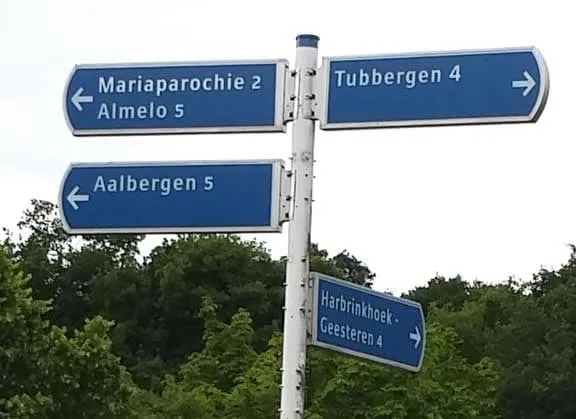 Mariaparochie 2
Almelo 5
Tubbergen 4
Aalbergen 5
Harbrinkhoek -
Geesteren 4